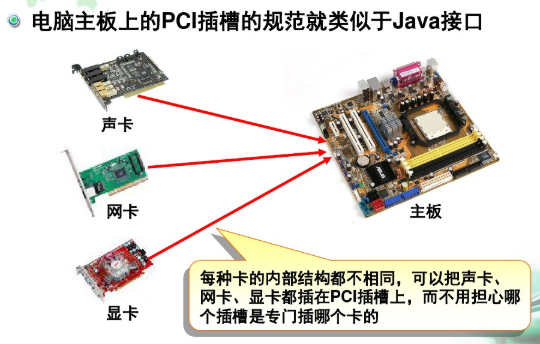 电脑主板上的PCI插槽的规范就类似于Java接口
声卡
网卡
主板
显卡
每种卡的内部结构都不相同，可以把声卡、
网卡、显卡都插在PCI插槽上，而不用担心哪
个插槽是专门插哪个卡的